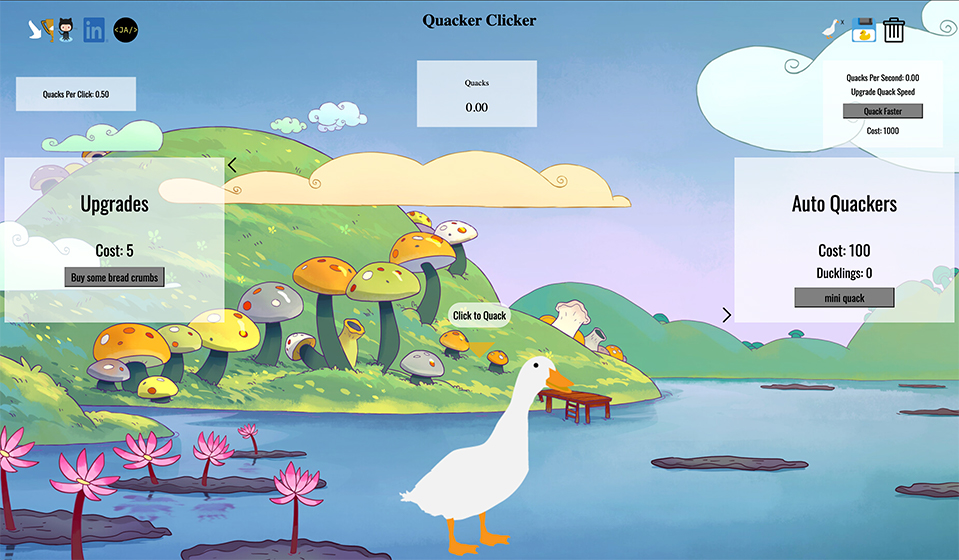 Quacker Clicker
in
<JA/>
x
Quacks Per Click: 0.50
Quacks
0.00
Quacks Per Second: 0.00
Upgrade Quack Speed
Quack Faster
Cost: 1000
Upgrades
Cost: 5
Buy some bread crumbs
Auto Quackers
Cost: 100
Ducklings: 0
mini quack
Click to Quack